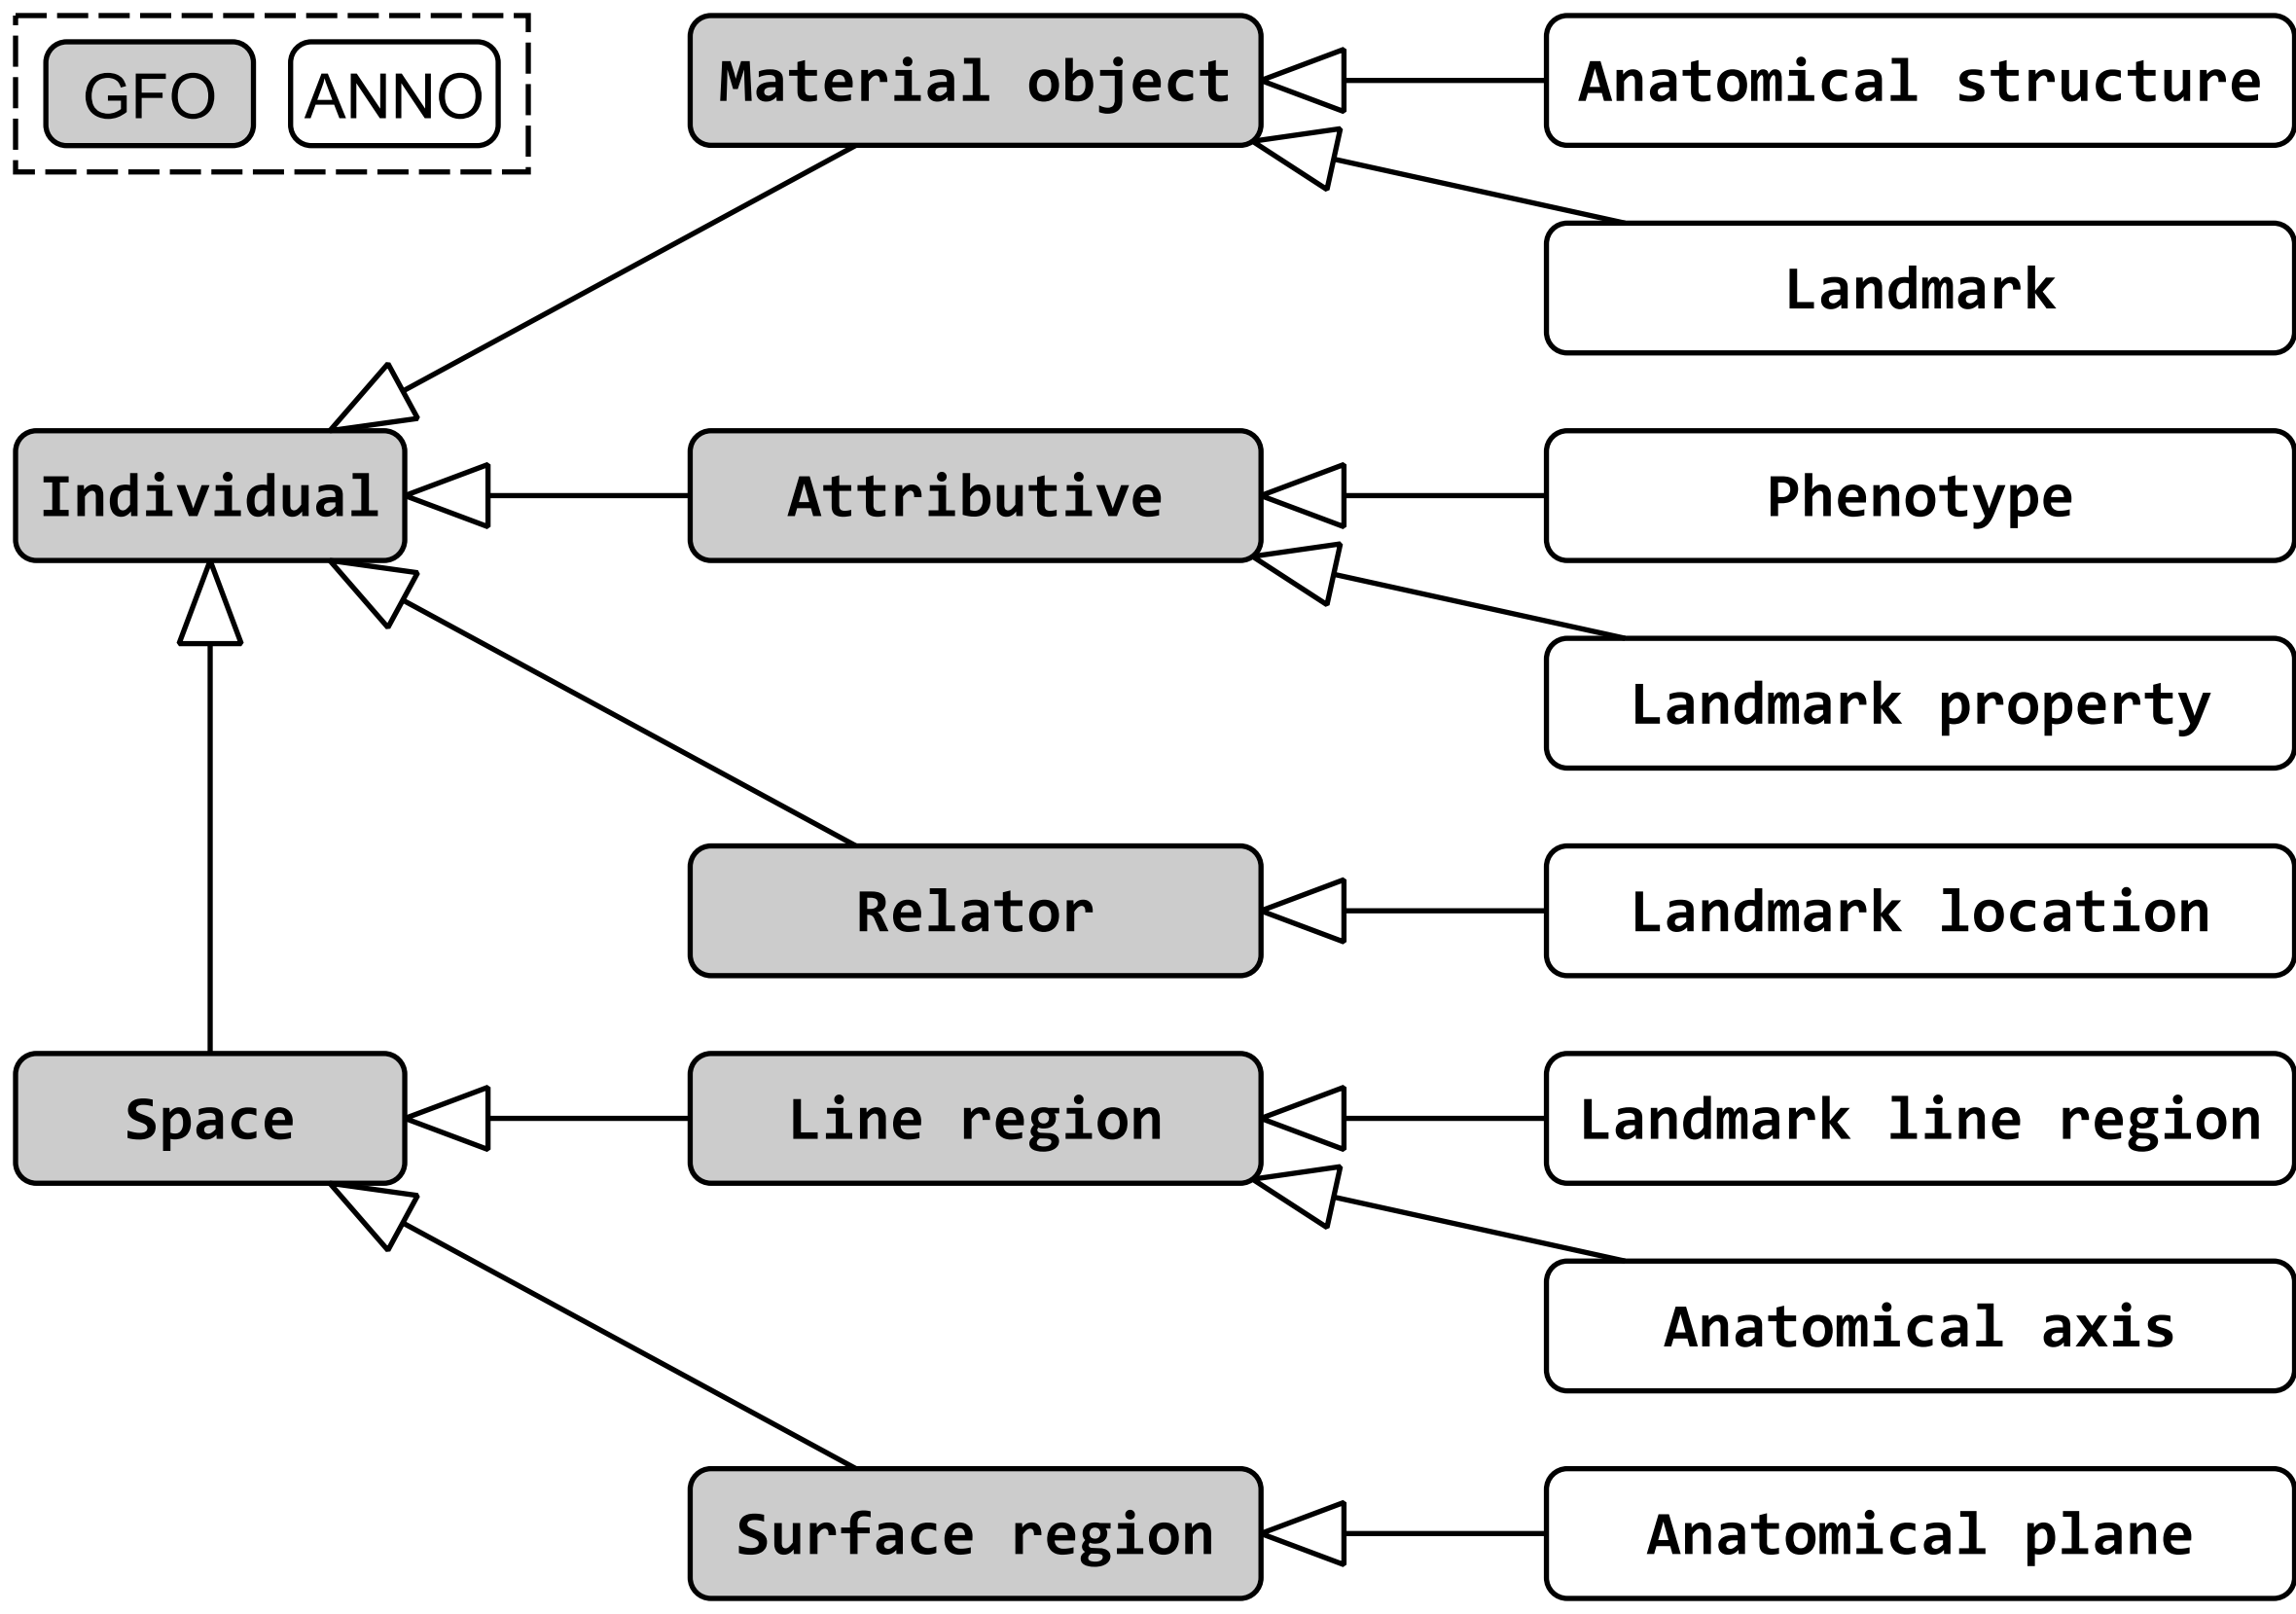 GFO
ANNO
Material object
Anatomical structure
Landmark
Individual
Attributive
Phenotype
Landmark property
Relator
Landmark location
Space
Line region
Landmark line region
Anatomical axis
Surface region
Anatomical plane